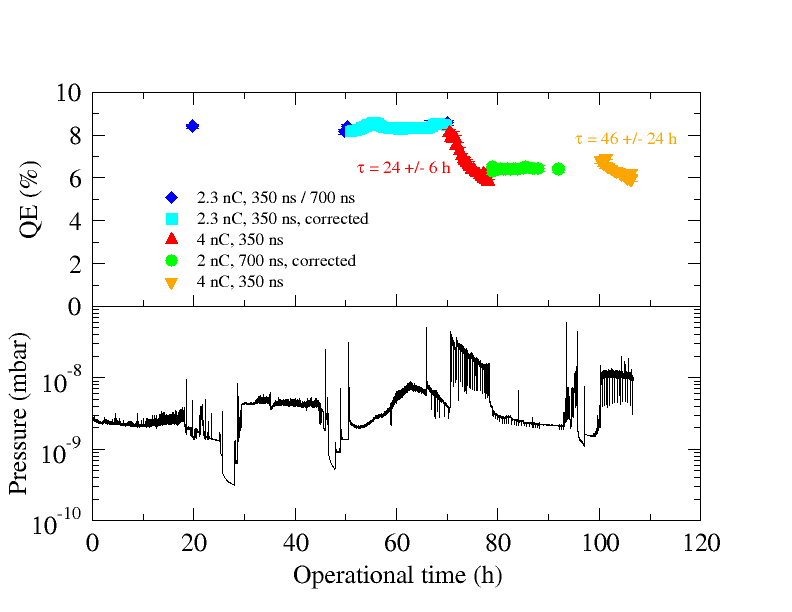 10
8
6
4
2
0
QE (%)
τ = 46 +/- 24 h
τ = 24 +/- 6 h
2.3 nC, 350 ns / 700 ns
2.3 nC, 350 ns, corrected
4 nC, 350 ns
2 nC, 700 ns, corrected
4 nC, 350 ns
Pressure (mbar)
10⁻⁸
10⁻⁹
10⁻¹⁰
0 20 40 60 80 100 120
Operational time (h)